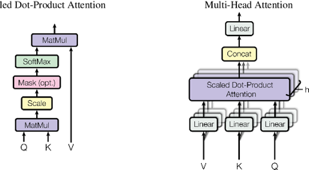 led Dot-Product Attention
MatMul
SoftMax
Mask (opt.)
Scale
MatMul
Q K V
Multi-Head Attention
Linear
Concat
Scaled Dot-Product
Attention
h
Linear Linear Linear
V K Q